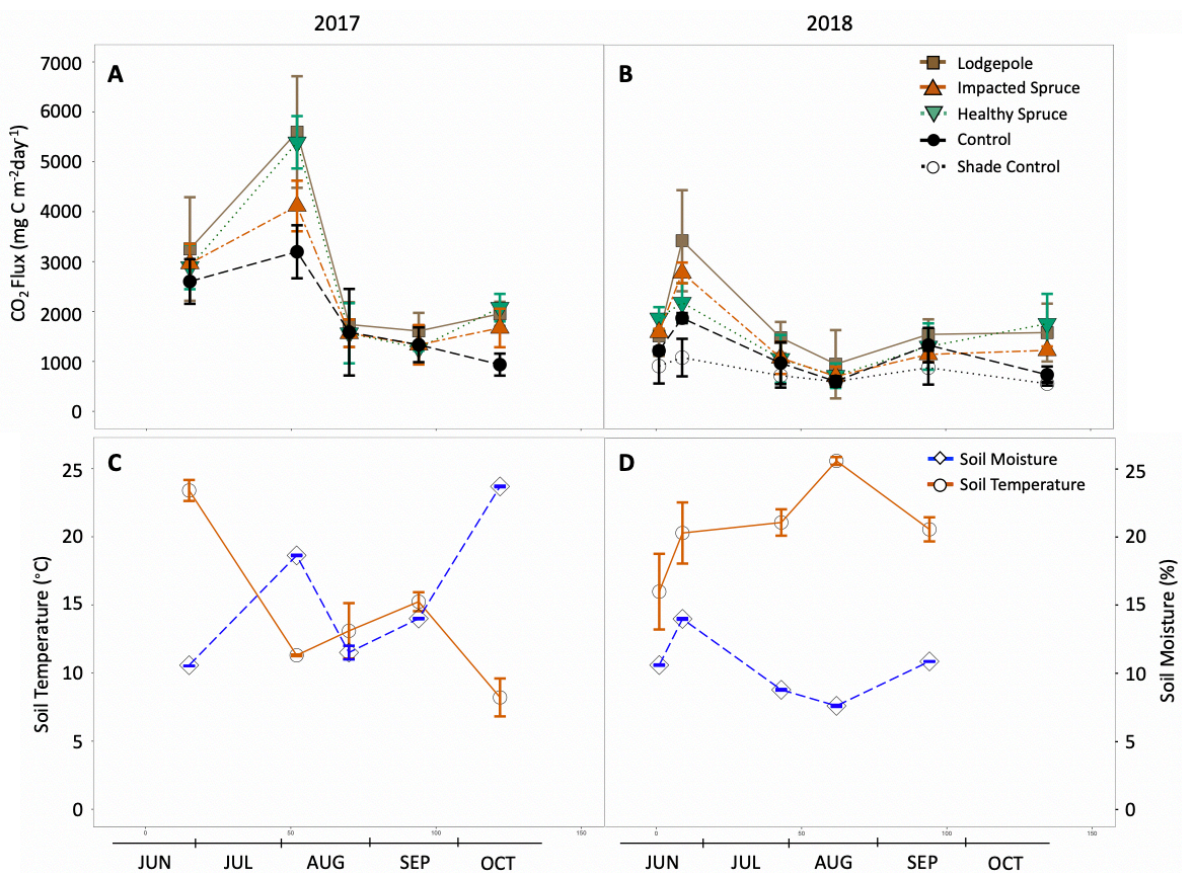 2017
2018
A
B
7000
6000
5000
4000
3000
2000
1000
0
CO2 Flux (mg C m-2day-1)
Lodgepole
Impacted Spruce
Healthy Spruce
Control
Shade Control
C
D
25
20
15
10
5
0
Soil Temperature (°C)
Soil Moisture
Soil Temperature
25
20
15
10
5
0
Soil Moisture (%)
0 50 100 150
0 50 100 150
JUN JUL AUG SEP OCT
JUN JUL AUG SEP OCT